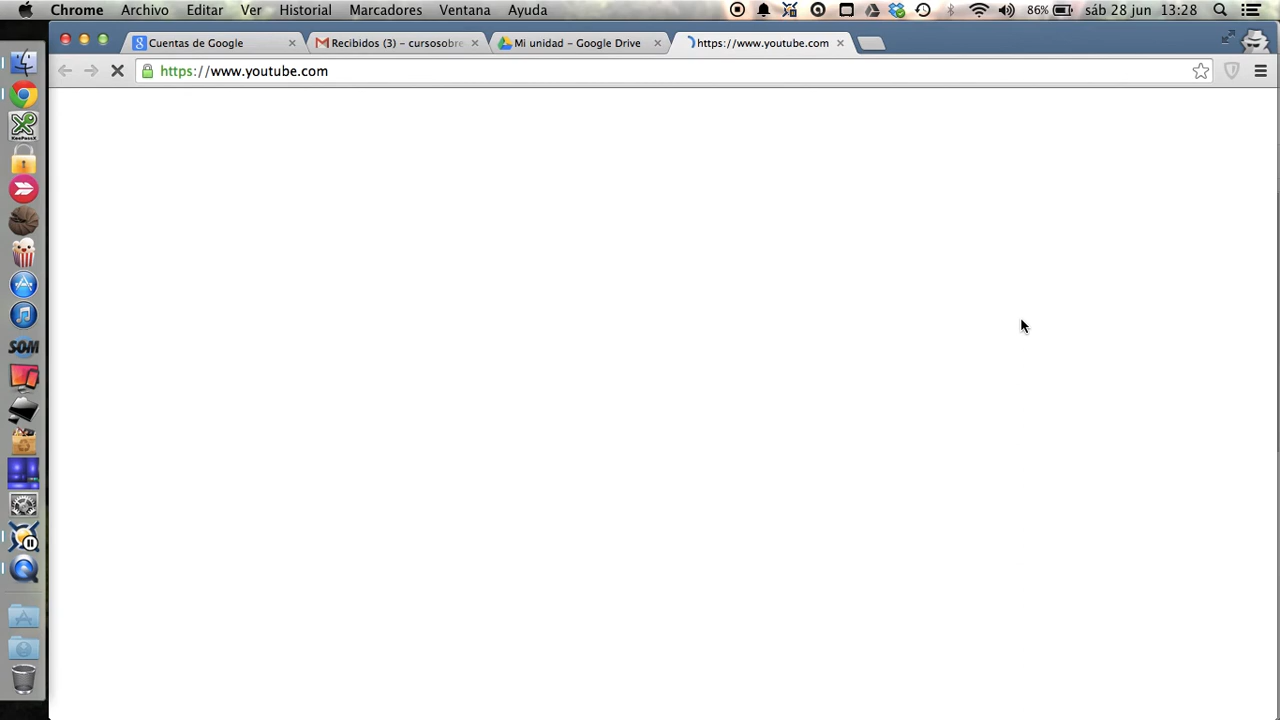 Chrome Archivo Editar Ver Historial Marcadores Ventana Ayuda 86% sáb 28 jun 13:28
Cuentas de Google Recibidos (3) – cursosobre Mi unidad – Google Drive https://www.youtube.com
https://www.youtube.com
KeePassX
SOM